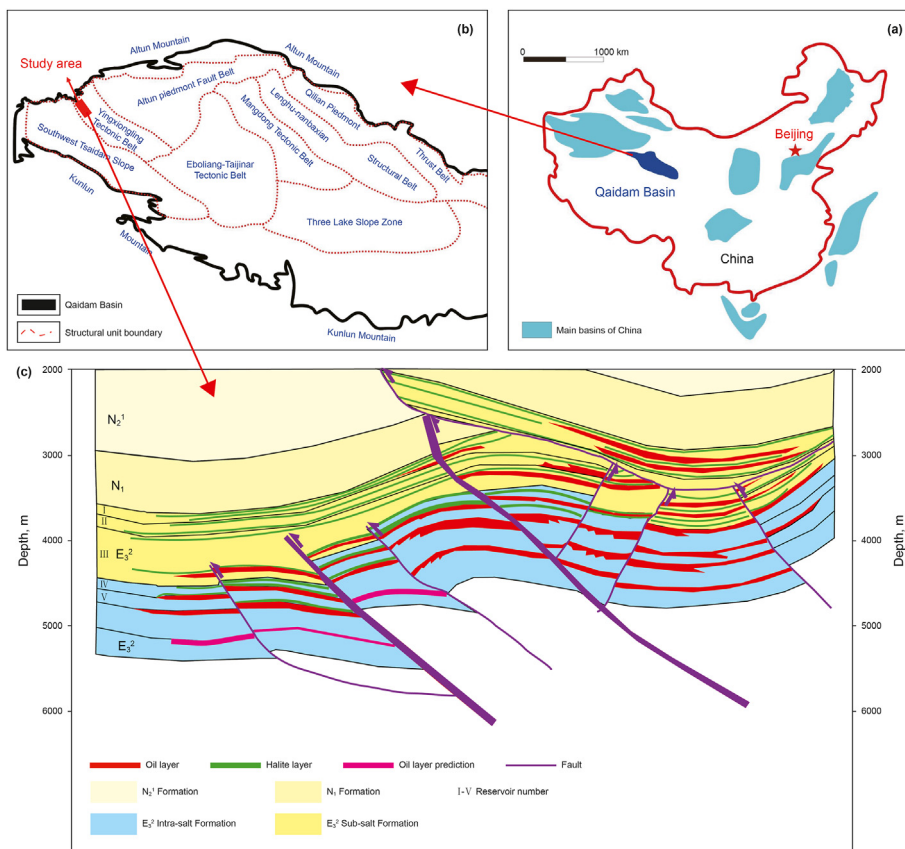 (b)
Altun Mountain
Altun Mountain
Study area
Altun piedmont Fault Belt
Qilian Piedmont
Thrust Belt
Lenghu-nanbaxian
Structural Belt
Mangdong Tectonic Belt
Yingxiongling
Tectonic Belt
Southwest Tsaidam Slope
Eboliang-Taijinar
Tectonic Belt
Kunlun
Mountain
Three Lake Slope Zone
Kunlun Mountain
Qaidam Basin
Structural unit boundary
(a)
0 1000 km
Beijing
Qaidam Basin
China
Main basins of China
(c)
2000
3000
4000
5000
6000
Depth, m
N₂¹
N₁
I
II
III
E₃²
IV
V
E₃²
2000
3000
4000
5000
6000
Depth, m
Oil layer
Halite layer
Oil layer prediction
Fault
N₂¹ Formation
N₁ Formation
I-V Reservoir number
E₃² Intra-salt Formation
E₃² Sub-salt Formation